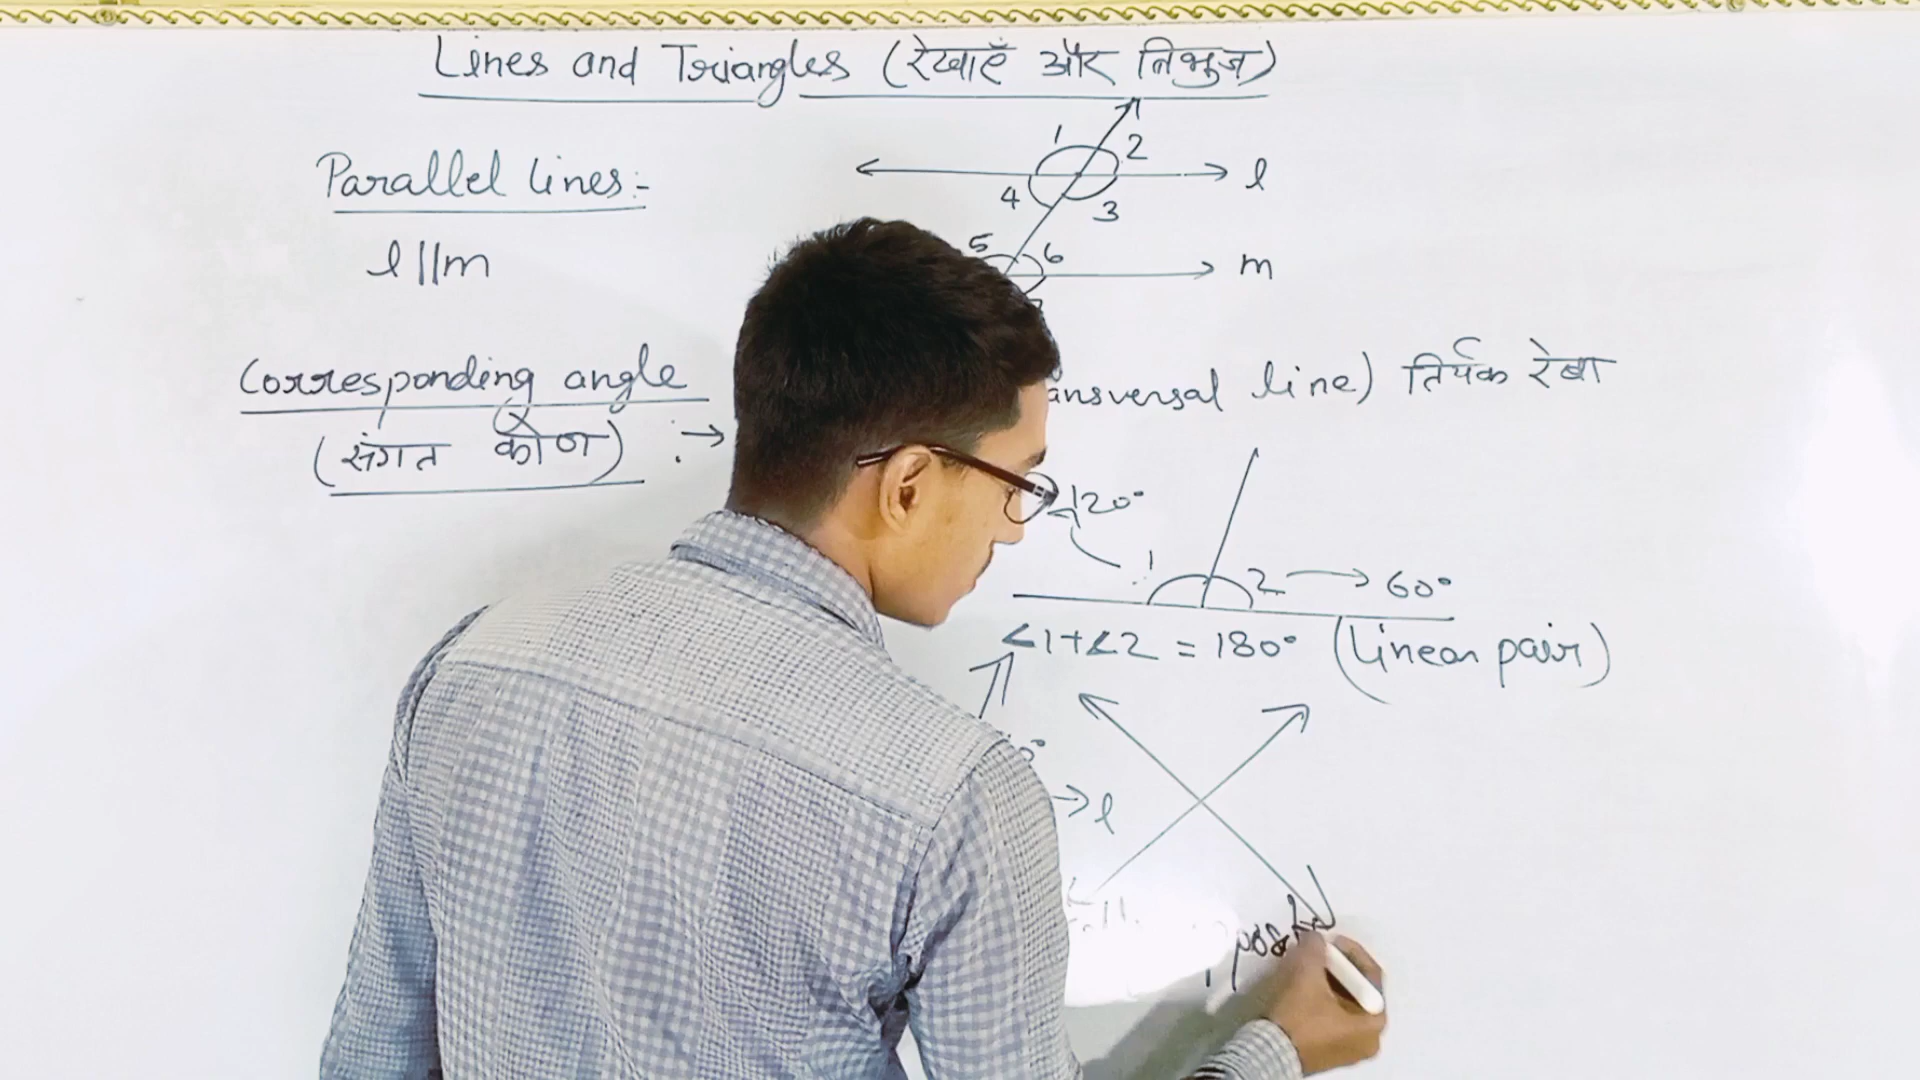 Lines and Triangles (रेखाएँ और त्रिभुज)
Parallel lines:-
1 2
l
4 3
l||m
5 6
m
Corresponding angle
line) तिर्यक रेखा
(संगत कोण) :→
120°
1 2 → 60°
∠1+∠2 = 180° (linear pair)
l